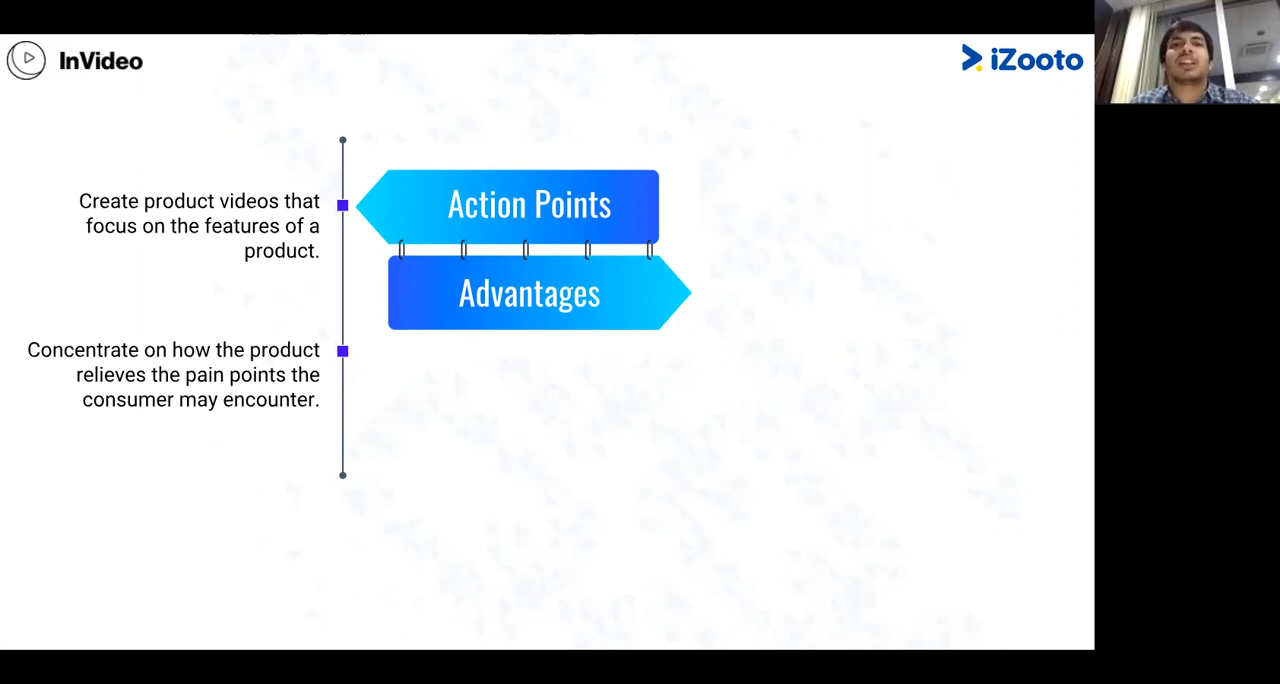 InVideo
iZooto
Create product videos that
focus on the features of a
product.
Action Points
Advantages
Concentrate on how the product
relieves the pain points the
consumer may encounter.